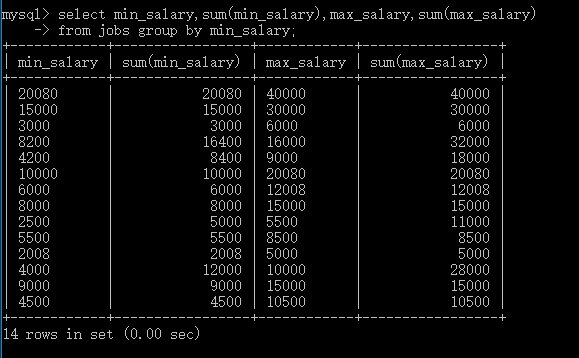 mysql> select min_salary,sum(min_salary),max_salary,sum(max_salary)
-> from jobs group by min_salary;
| min_salary | sum(min_salary) | max_salary | sum(max_salary) |
| 20080 | 20080 | 40000 | 40000 |
| 15000 | 15000 | 30000 | 30000 |
| 3000 | 3000 | 6000 | 6000 |
| 8200 | 16400 | 16000 | 32000 |
| 4200 | 8400 | 9000 | 18000 |
| 10000 | 10000 | 20080 | 20080 |
| 6000 | 6000 | 12008 | 12008 |
| 8000 | 8000 | 15000 | 15000 |
| 2500 | 5000 | 5500 | 11000 |
| 5500 | 5500 | 8500 | 8500 |
| 2008 | 2008 | 5000 | 5000 |
| 4000 | 12000 | 10000 | 28000 |
| 9000 | 9000 | 15000 | 15000 |
| 4500 | 4500 | 10500 | 10500 |
14 rows in set (0.00 sec)